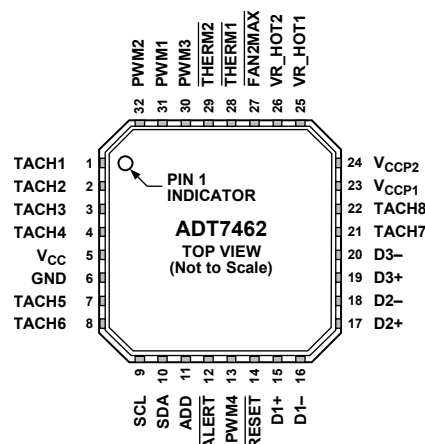 PWM2
PWM1
PWM3
THERM2
THERM1
FAN2MAX
VR_HOT2
VR_HOT1
32
31
30
29
28
27
26
25
TACH1 1
TACH2 2
TACH3 3
TACH4 4
VCC 5
GND 6
TACH5 7
TACH6 8
PIN 1
INDICATOR
ADT7462
TOP VIEW
(Not to Scale)
24 VCCP2
23 VCCP1
22 TACH8
21 TACH7
20 D3–
19 D3+
18 D2–
17 D2+
9
10
11
12
13
14
15
16
SCL
SDA
ADD
ALERT
PWM4
RESET
D1+
D1–